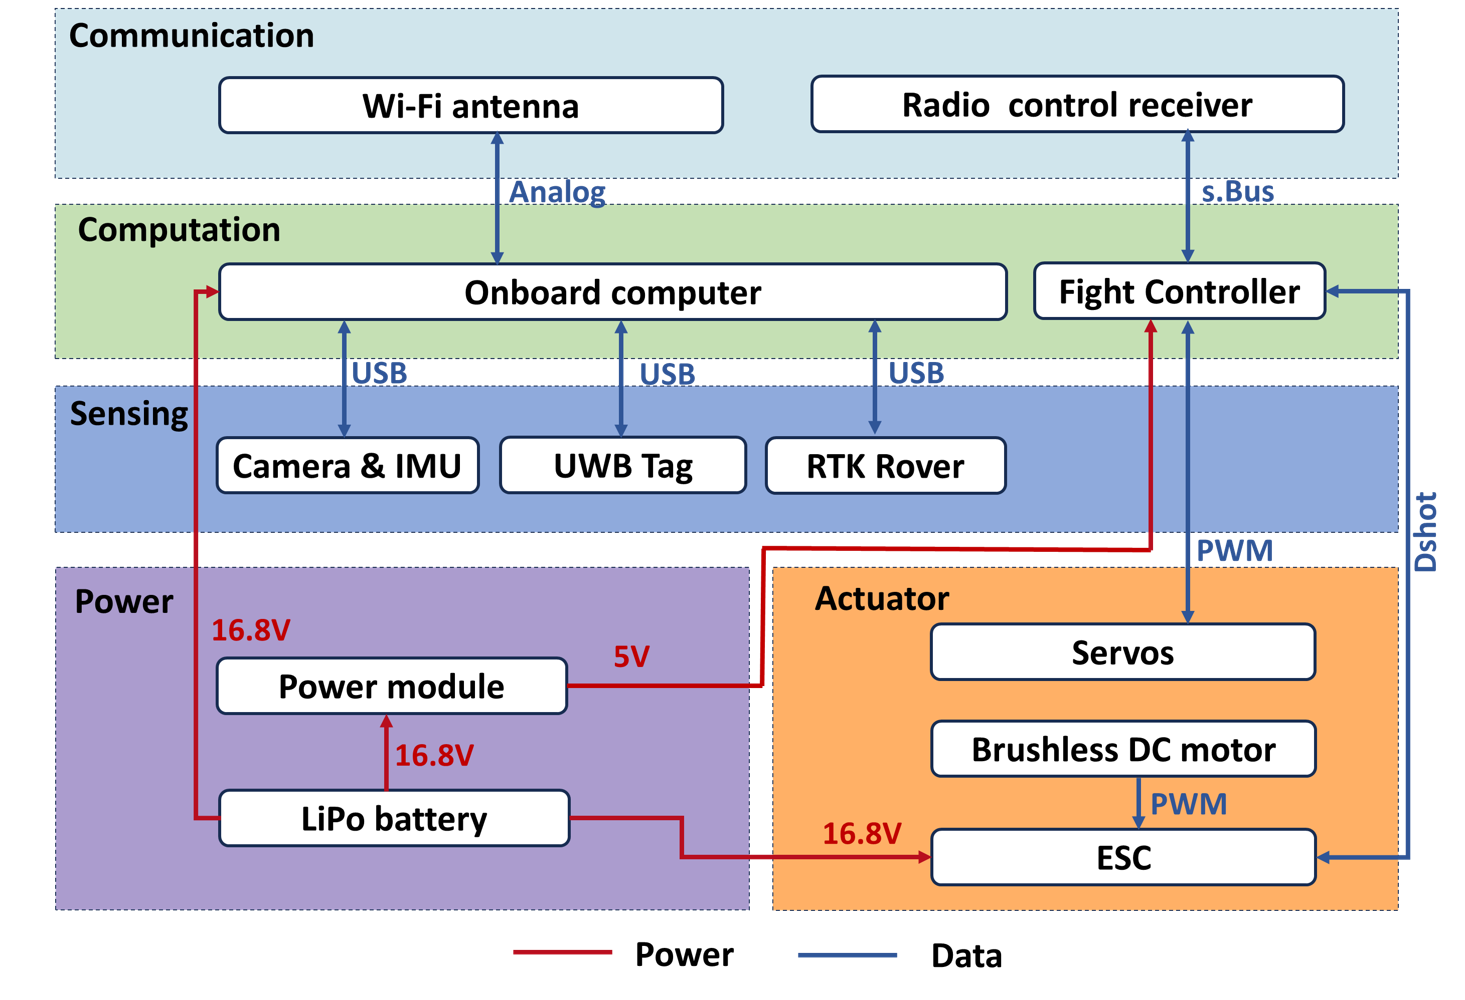 Communication
Wi-Fi antenna
Radio control receiver
Analog
s.Bus
Computation
Onboard computer
Fight Controller
USB
USB
USB
Sensing
Camera & IMU
UWB Tag
RTK Rover
Dshot
PWM
Power
Actuator
16.8V
5V
Servos
Power module
16.8V
Brushless DC motor
PWM
LiPo battery
16.8V
ESC
Power
Data